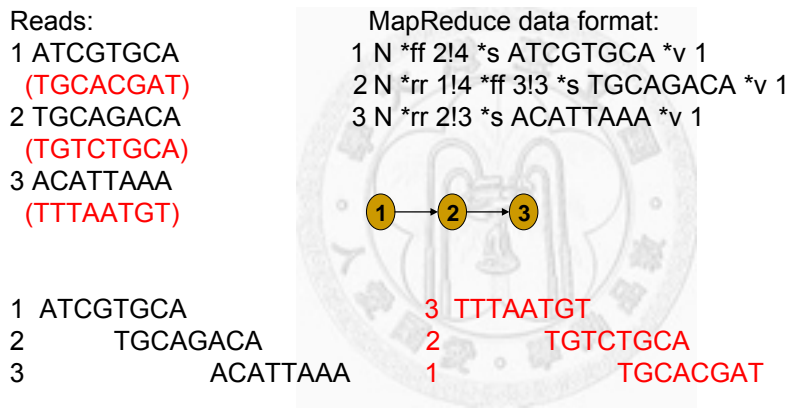 Reads:
1 ATCGTGCA
(TGCACGAT)
2 TGCAGACA
(TGTCTGCA)
3 ACATTAAA
(TTTAATGT)
MapReduce data format:
1 N *ff 2!4 *s ATCGTGCA *v 1
2 N *rr 1!4 *ff 3!3 *s TGCAGACA *v 1
3 N *rr 2!3 *s ACATTAAA *v 1
1 2 3
1 ATCGTGCA
2 TGCAGACA
3 ACATTAAA
3 TTTAATGT
2 TGTCTGCA
1 TGCACGAT